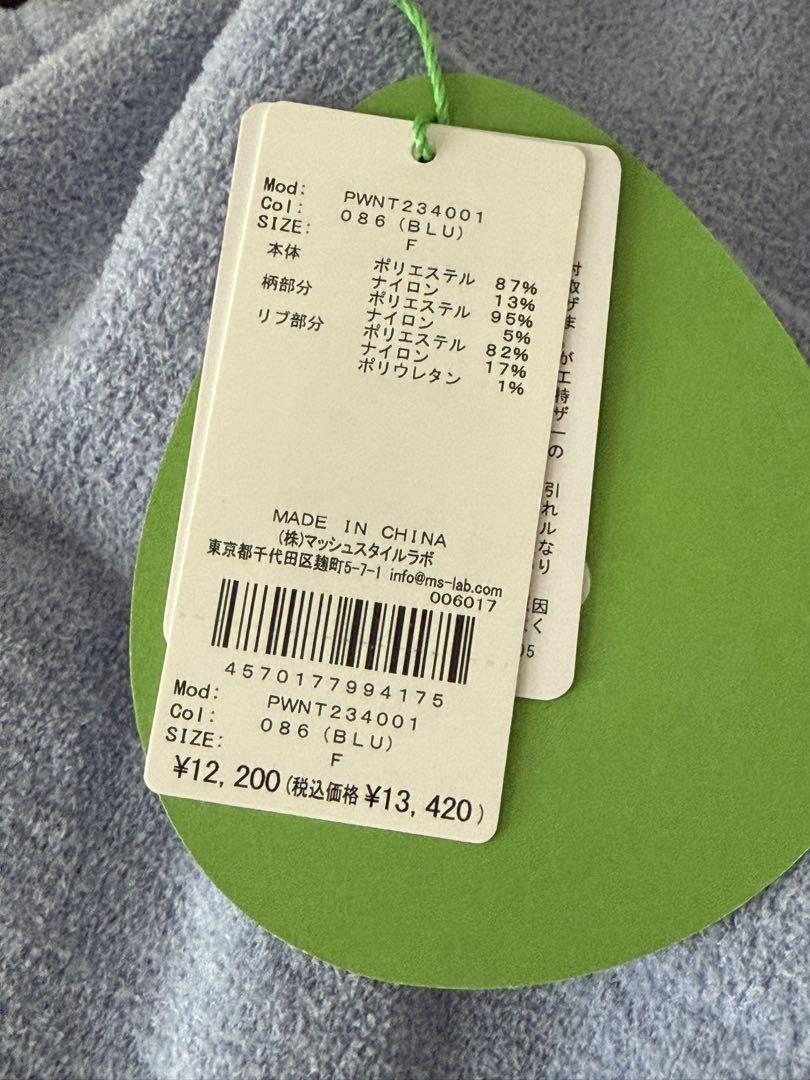 Mod: PWNT234001
Col: 086 (BLU)
SIZE: F
本体 ポリエステル 87%
ナイロン 13%
柄部分 ポリエステル 95%
ナイロン 5%
リブ部分 ポリエステル 82%
ナイロン 17%
ポリウレタン 1%
MADE IN CHINA
(株)マッシュスタイルラボ
東京都千代田区麹町5-7-1 info@ms-lab.com
006017
4570177994175
Mod: PWNT234001
Col: 086 (BLU)
SIZE: F
¥12,200(税込価格¥13,420)